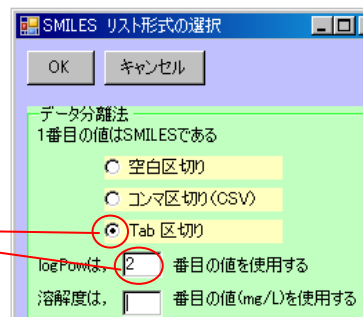 SMILES リスト形式の選択
OK キャンセル
データ分離法
1番目の値はSMILESである
空白区切り
コンマ区切り(CSV)
Tab 区切り
logPowは、 2 番目の値を使用する
溶解度は、 番目の値(mg/L)を使用する